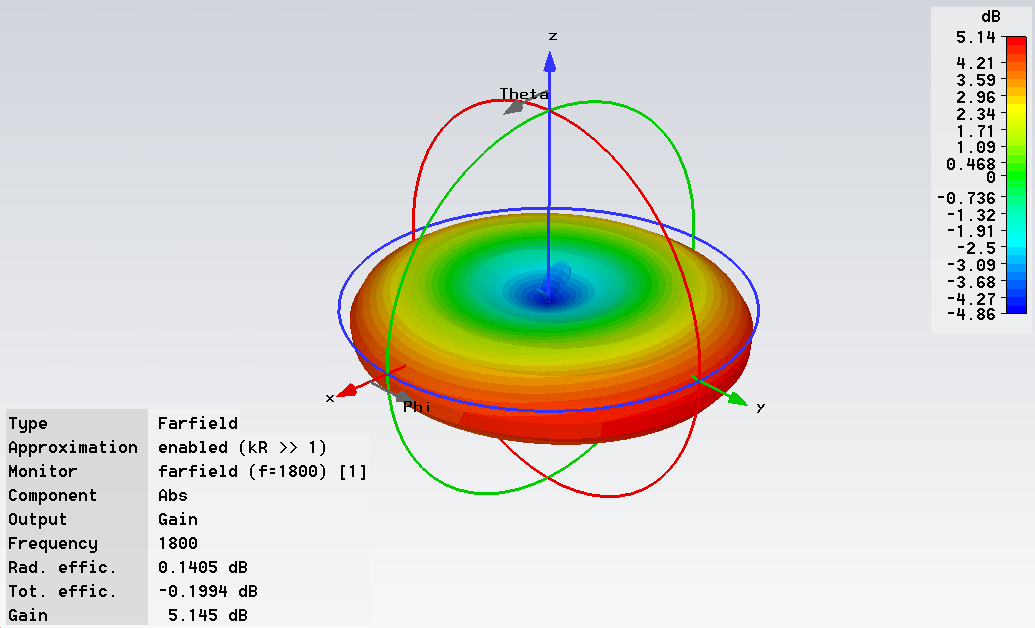 dB
5.14
4.21
3.59
2.96
2.34
1.71
1.09
0.468
0
-0.736
-1.32
-1.91
-2.5
-3.09
-3.68
-4.27
-4.86
z
Theta
x
Phi
y
Type Farfield
Approximation enabled (kR >> 1)
Monitor farfield (f=1800) [1]
Component Abs
Output Gain
Frequency 1800
Rad. effic. 0.1405 dB
Tot. effic. -0.1994 dB
Gain 5.145 dB